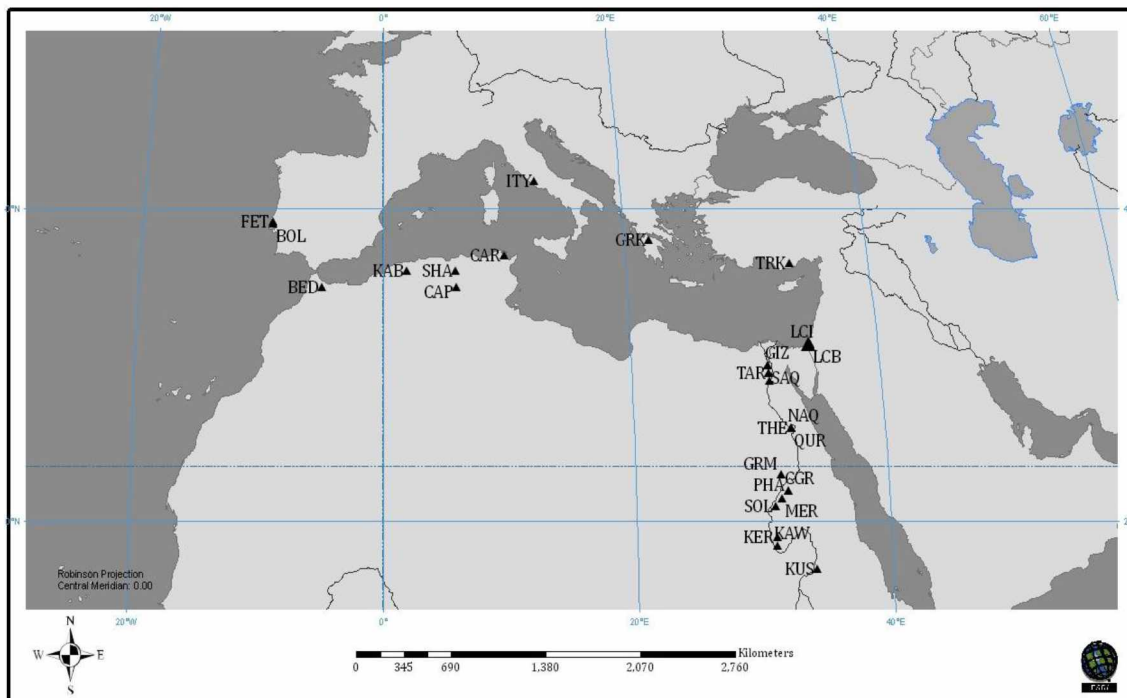 20°W 0° 20°E 40°E 60°E
ITY
FET
BOL
GRK
CAR
KAB SHA
TRK
BED CAP
LCI
GIZ LCB
TAR SAQ
NAQ
THE
QUR
GRM
CGR
PHA
SOL MER
KER KAW
KUS
Robinson Projection
Central Meridian: 0.00
20°W 0° 20°E 40°E
N
W E
S
Kilometers
0 345 690 1,380 2,070 2,760
esri